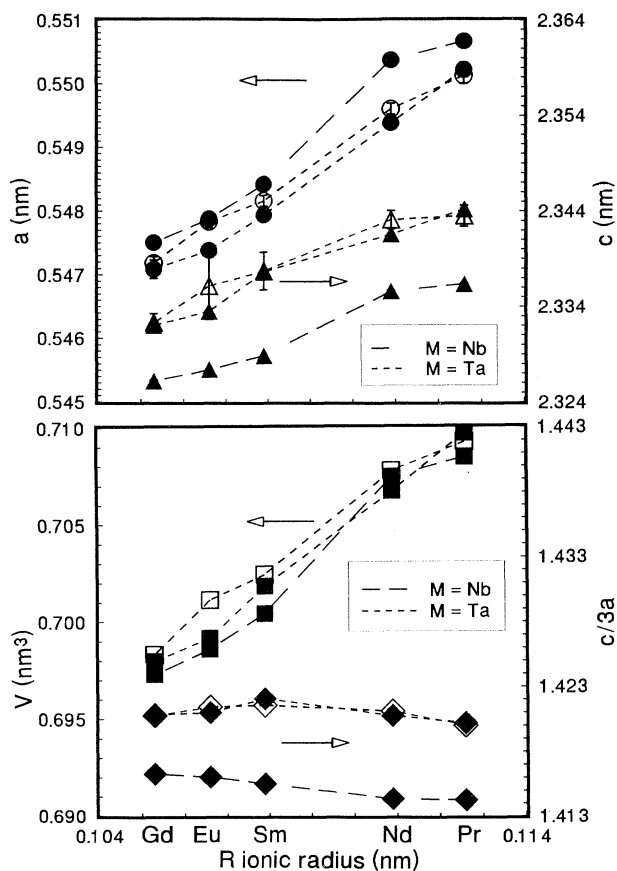 0.551
0.550
0.549
0.548
0.547
0.546
0.545
a (nm)
2.364
2.354
2.344
2.334
2.324
c (nm)
M = Nb
M = Ta
0.710
0.705
0.700
0.695
0.690
V (nm³)
1.443
1.433
1.423
1.413
c/3a
M = Nb
M = Ta
0.104 Gd Eu Sm Nd Pr 0.114
R ionic radius (nm)